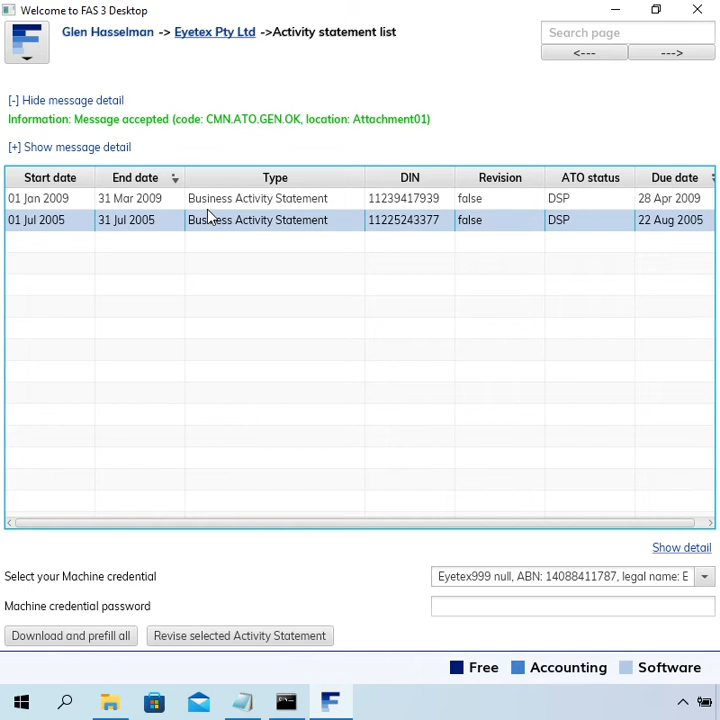 Welcome to FAS 3 Desktop
Glen Hasselman -> Eyetex Pty Ltd ->Activity statement list
Search page
<--- --->
[-] Hide message detail
Information: Message accepted (code: CMN.ATO.GEN.OK, location: Attachment01)
[+] Show message detail
Start date End date Type DIN Revision ATO status Due date
01 Jan 2009 31 Mar 2009 Business Activity Statement 11239417939 false DSP 28 Apr 2009
01 Jul 2005 31 Jul 2005 Business Activity Statement 11225243377 false DSP 22 Aug 2005
Show detail
Select your Machine credential Eyetex999 null, ABN: 14088411787, legal name: E
Machine credential password
Download and prefill all Revise selected Activity Statement
Free Accounting Software